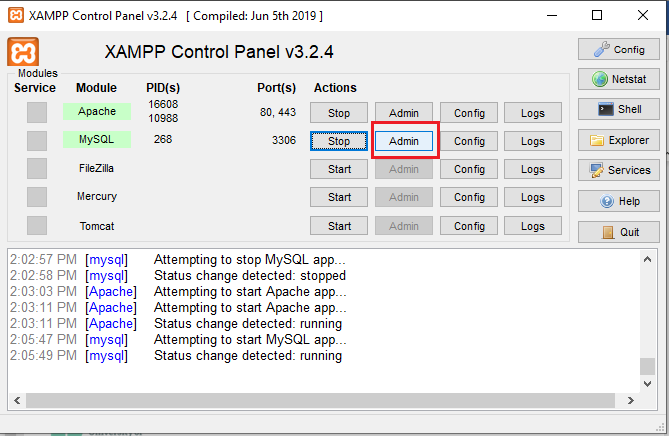 XAMPP Control Panel v3.2.4 [ Compiled: Jun 5th 2019 ]
XAMPP Control Panel v3.2.4
Config
Modules
Service Module PID(s) Port(s) Actions
Netstat
Apache 16608 10988 80, 443 Stop Admin Config Logs
Shell
MySQL 268 3306 Stop Admin Config Logs
Explorer
FileZilla Start Admin Config Logs
Services
Mercury Start Admin Config Logs
Help
Tomcat Start Admin Config Logs
Quit
2:02:57 PM [mysql] Attempting to stop MySQL app...
2:02:58 PM [mysql] Status change detected: stopped
2:03:03 PM [Apache] Attempting to start Apache app...
2:03:11 PM [Apache] Attempting to start Apache app...
2:03:11 PM [Apache] Status change detected: running
2:05:47 PM [mysql] Attempting to start MySQL app...
2:05:49 PM [mysql] Status change detected: running